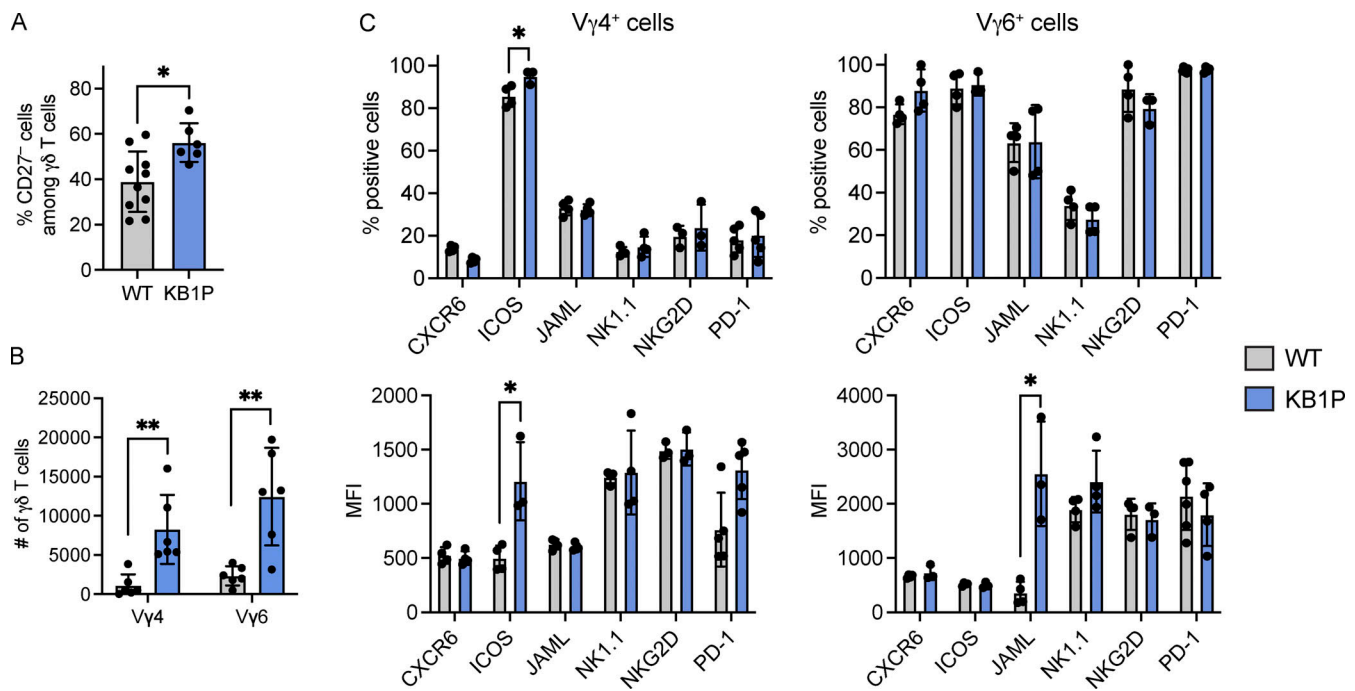 A
% CD27⁻ cells
among γδ T cells
100
80
60
40
20
0
*
WT KB1P
B
# of γδ T cells
25000
20000
15000
10000
5000
0
** **
Vγ4 Vγ6
C
Vγ4⁺ cells
% positive cells
100
80
60
40
20
0
*
CXCR6 ICOS JAML NK1.1 NKG2D PD-1
Vγ6⁺ cells
% positive cells
100
80
60
40
20
0
CXCR6 ICOS JAML NK1.1 NKG2D PD-1
MFI
2000
1500
1000
500
0
*
CXCR6 ICOS JAML NK1.1 NKG2D PD-1
MFI
4000
3000
2000
1000
0
*
CXCR6 ICOS JAML NK1.1 NKG2D PD-1
WT
KB1P